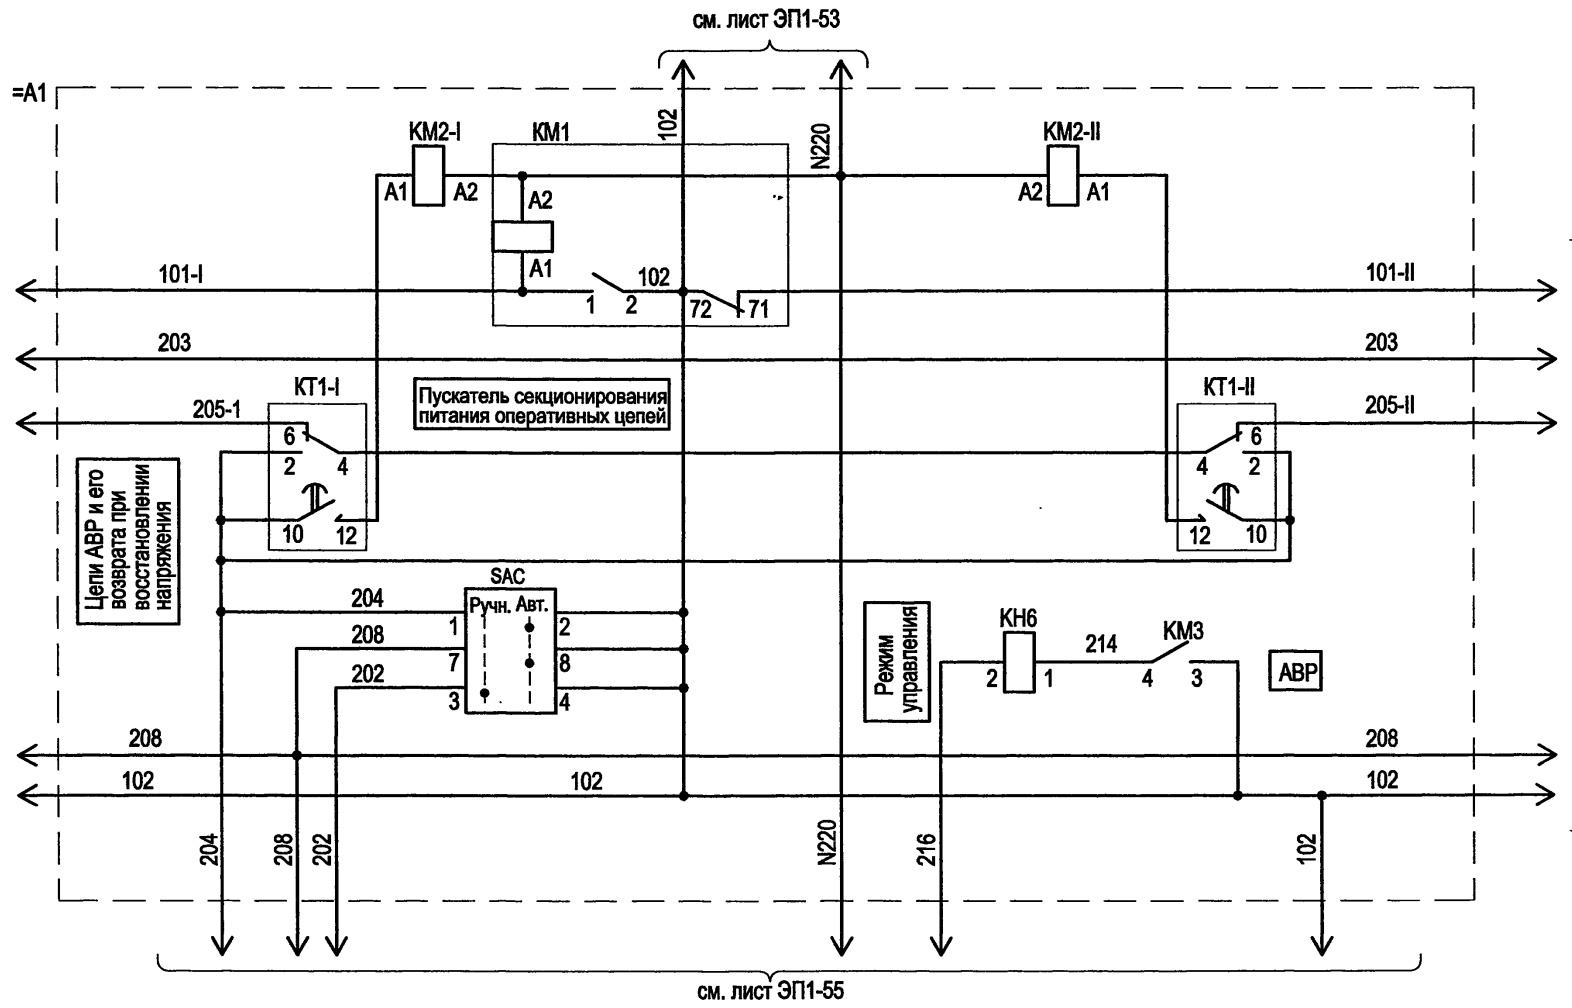 см. лист ЭП1-53
=А1
КМ2-I
КМ1
102
N220
КМ2-II
А1
А2
А2
А2
А1
А1
101-I
102
101-II
1
2
72
71
203
203
КТ1-I
Пускатель секционирования
питания оперативных цепей
КТ1-II
205-1
205-II
6
2
4
10
12
6
4
2
12
10
Цепи АВР и его
возврата при
восстановлении
напряжения
SAC
204
Ручн.
Авт.
1
2
208
7
8
202
3
4
Режим
управления
КН6
214
КМ3
2
1
4
3
АВР
208
208
102
102
102
204
208
202
N220
216
102
см. лист ЭП1-55